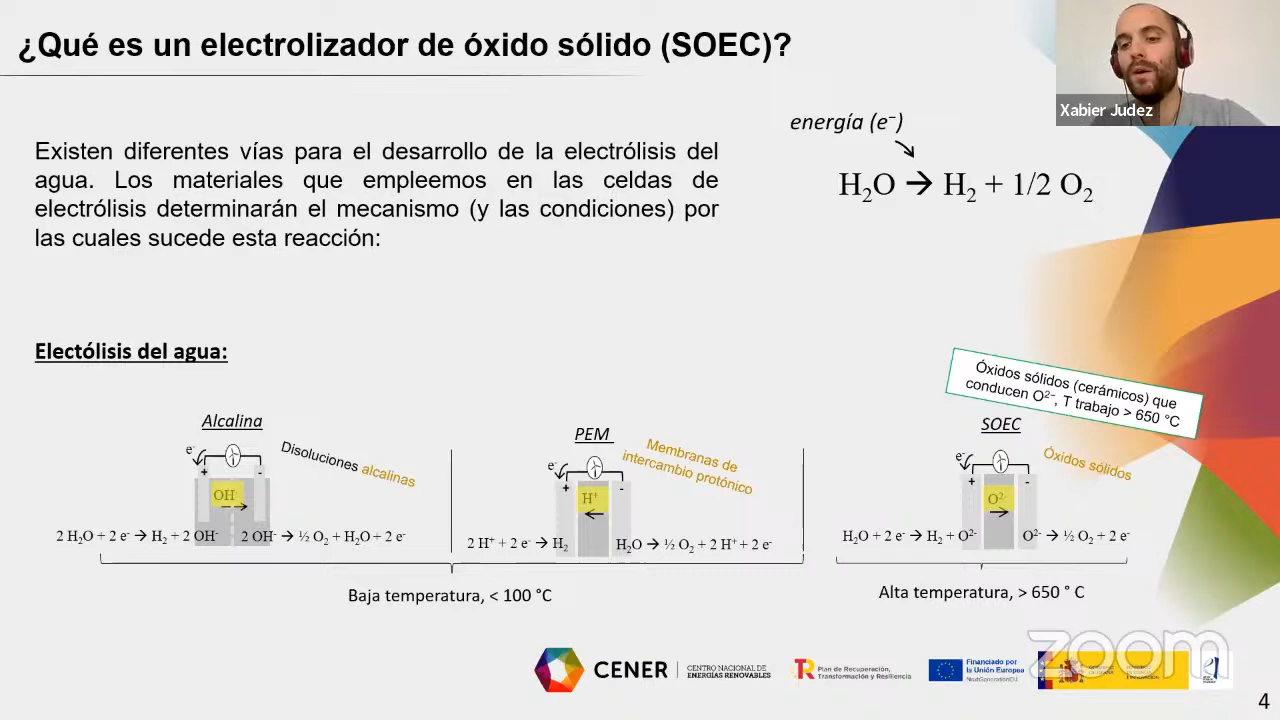 ¿Qué es un electrolizador de óxido sólido (SOEC)?
Xabier Judez
energía (e⁻)
H₂O → H₂ + 1/2 O₂
Existen diferentes vías para el desarrollo de la electrólisis del
agua. Los materiales que empleemos en las celdas de
electrólisis determinarán el mecanismo (y las condiciones) por
las cuales sucede esta reacción:
Electólisis del agua:
Óxidos sólidos (cerámicos) que
conducen O²⁻, T trabajo > 650 °C
Alcalina
e⁻
+ -
Disoluciones alcalinas
OH
2 H₂O + 2 e⁻ → H₂ + 2 OH⁻
2 OH⁻ → ½ O₂ + H₂O + 2 e⁻
PEM
e⁻
+ -
Membranas de
intercambio protónico
H⁺
2 H⁺ + 2 e⁻ → H₂
H₂O → ½ O₂ + 2 H⁺ + 2 e⁻
SOEC
e⁻
+ -
Óxidos sólidos
O²⁻
H₂O + 2 e⁻ → H₂ + O²⁻
O²⁻ → ½ O₂ + 2 e⁻
Baja temperatura, < 100 °C
Alta temperatura, > 650 ° C
CENER
CENTRO NACIONAL DE
ENERGÍAS RENOVABLES
Plan de Recuperación,
Transformación y Resiliencia
Financiado por
la Unión Europea
NextGenerationEU
zoom
4